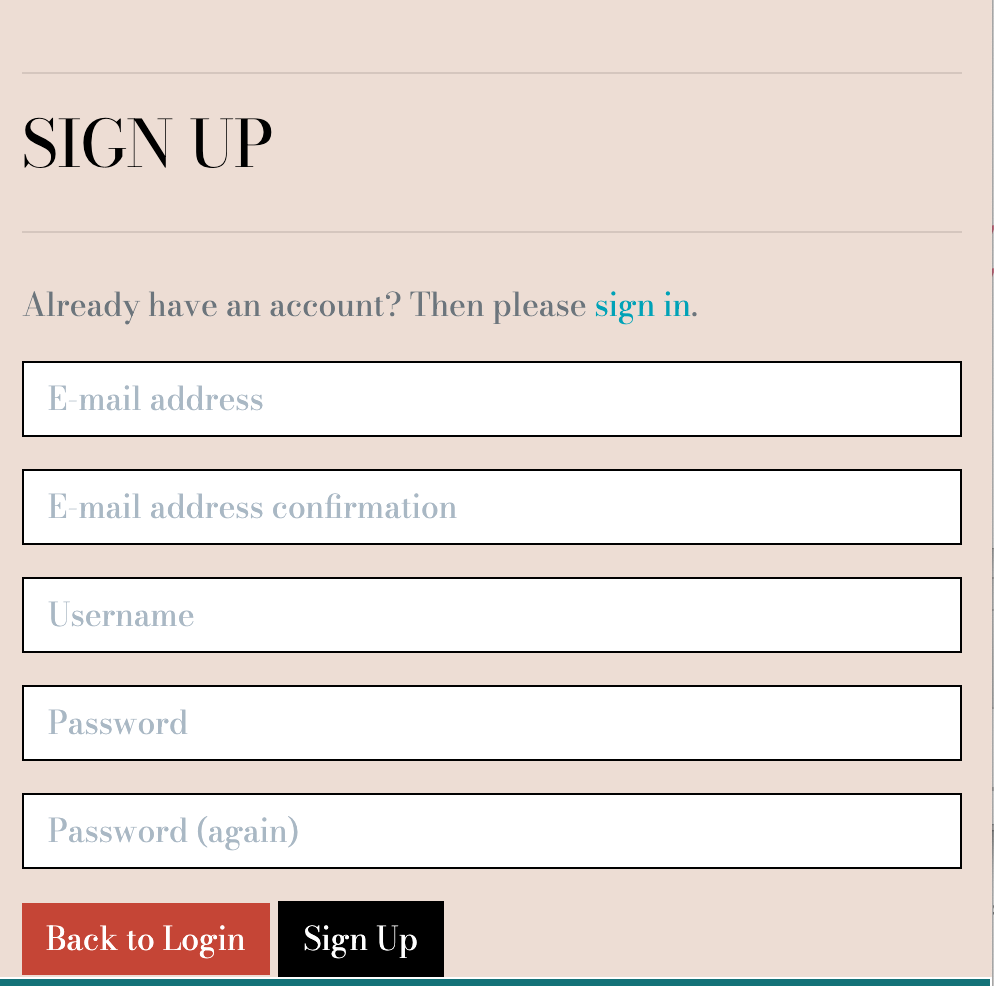 SIGN UP
Already have an account? Then please sign in.
E-mail address
E-mail address confirmation
Username
Password
Password (again)
Back to Login
Sign Up